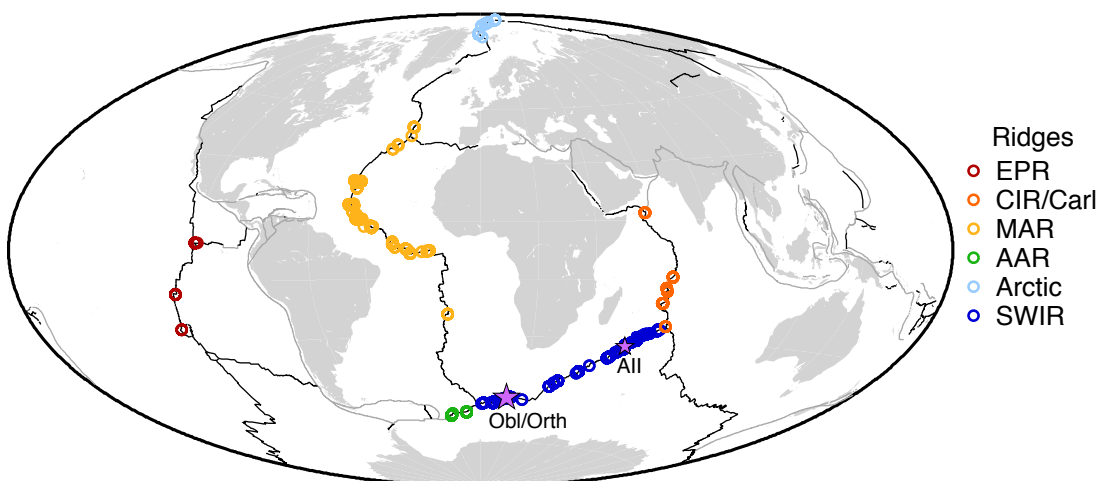 Ridges
EPR
CIR/Carl
MAR
AAR
Arctic
SWIR
AII
Obl/Orth